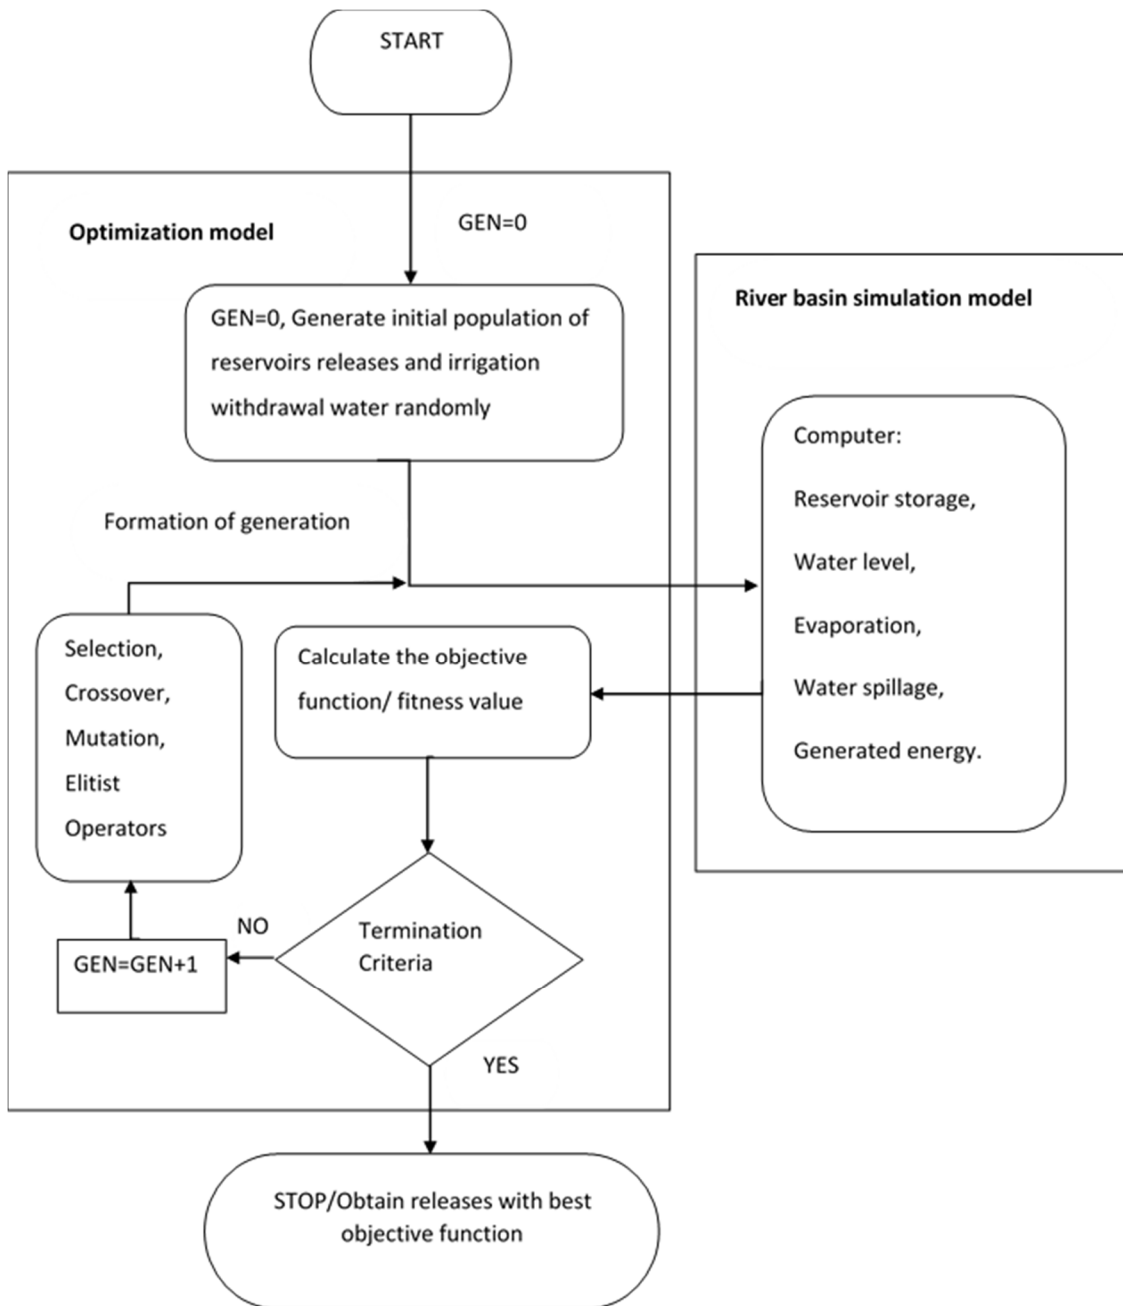 START
GEN=0
Optimization model
GEN=0, Generate initial population of
reservoirs releases and irrigation
withdrawal water randomly
River basin simulation model
Computer:
Reservoir storage,
Water level,
Evaporation,
Water spillage,
Generated energy.
Formation of generation
Selection,
Crossover,
Mutation,
Elitist
Operators
Calculate the objective
function/ fitness value
Termination
Criteria
NO
GEN=GEN+1
YES
STOP/Obtain releases with best
objective function